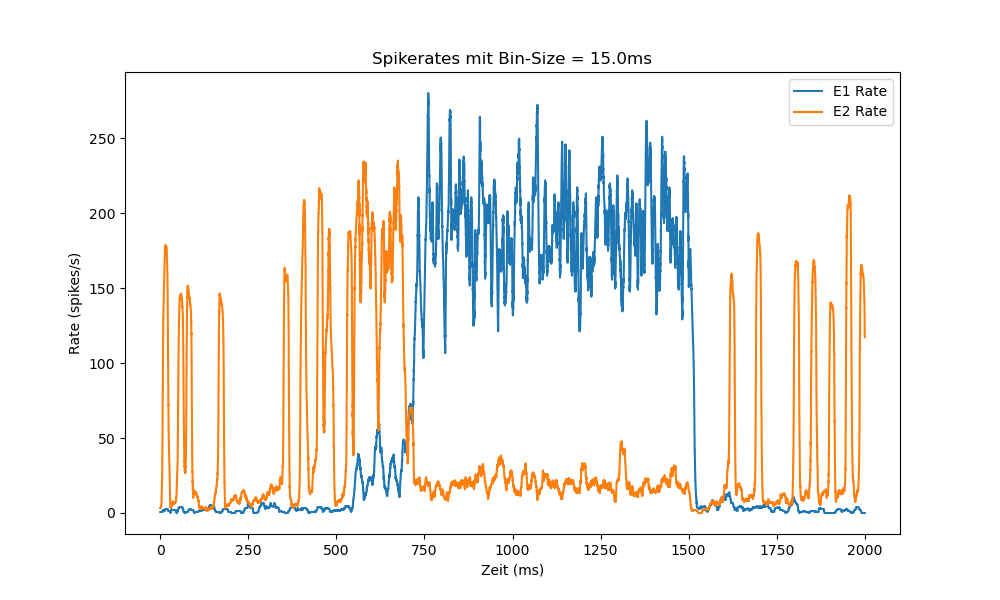 Spikerates mit Bin-Size = 15.0ms
E1 Rate
E2 Rate
Rate (spikes/s)
250
200
150
100
50
0
0 250 500 750 1000 1250 1500 1750 2000
Zeit (ms)